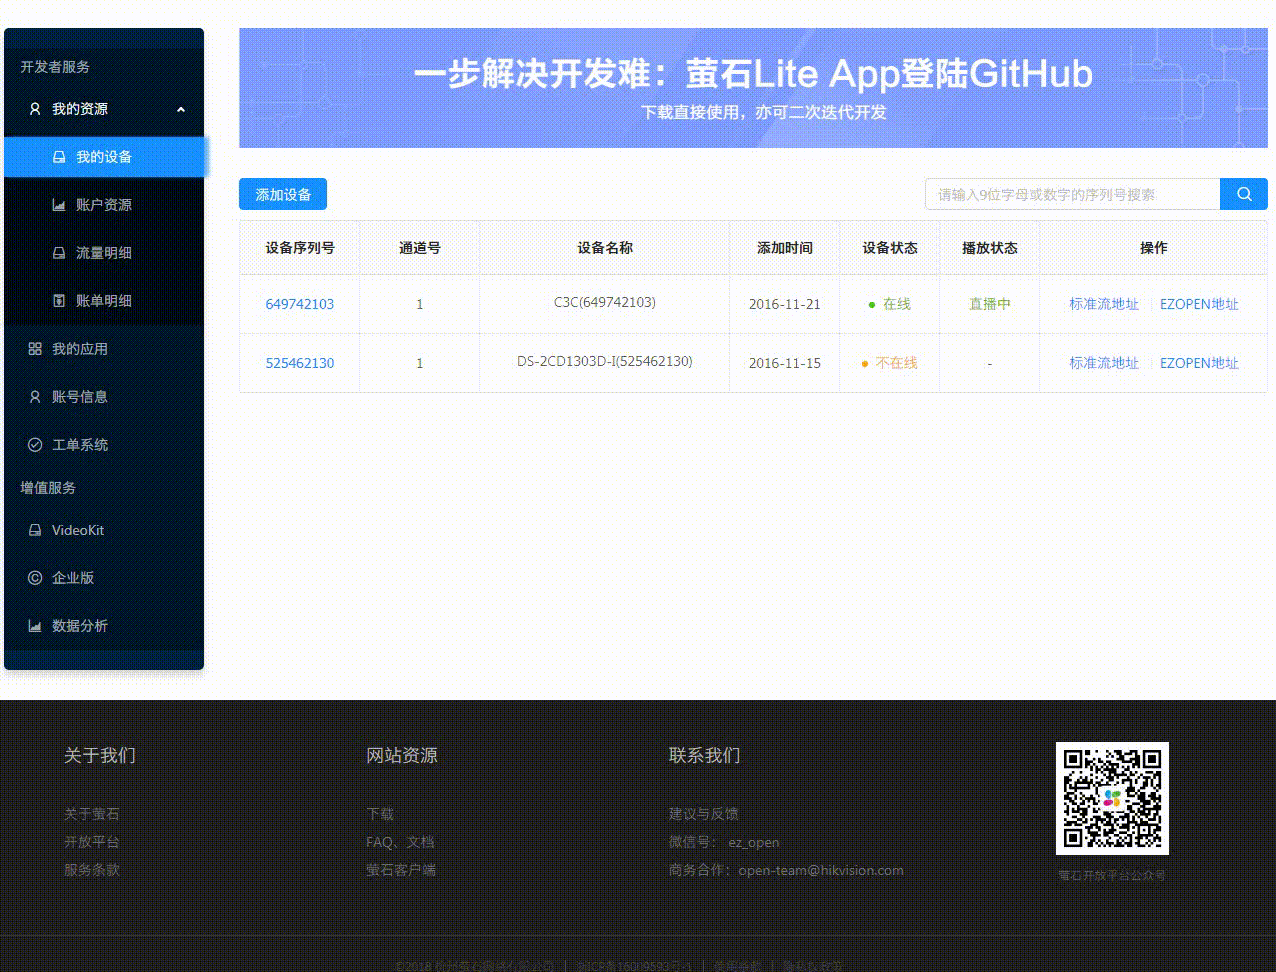 开发者服务
我的资源
我的设备
账户资源
流量明细
账单明细
我的应用
账号信息
工单系统
增值服务
VideoKit
企业版
数据分析
一步解决开发难：萤石Lite App登陆GitHub
下载直接使用，亦可二次迭代开发
添加设备
请输入9位字母或数字的序列号搜索
设备序列号 通道号 设备名称 添加时间 设备状态 播放状态 操作
649742103 1 C3C(649742103) 2016-11-21 在线 直播中 标准流地址 EZOPEN地址
525462130 1 DS-2CD1303D-I(525462130) 2016-11-15 不在线 - 标准流地址 EZOPEN地址
关于我们
关于萤石
开放平台
服务条款
网站资源
下载
FAQ、文档
萤石客户端
联系我们
建议与反馈
微信号： ez_open
商务合作：open-team@hikvision.com
萤石开放平台公众号